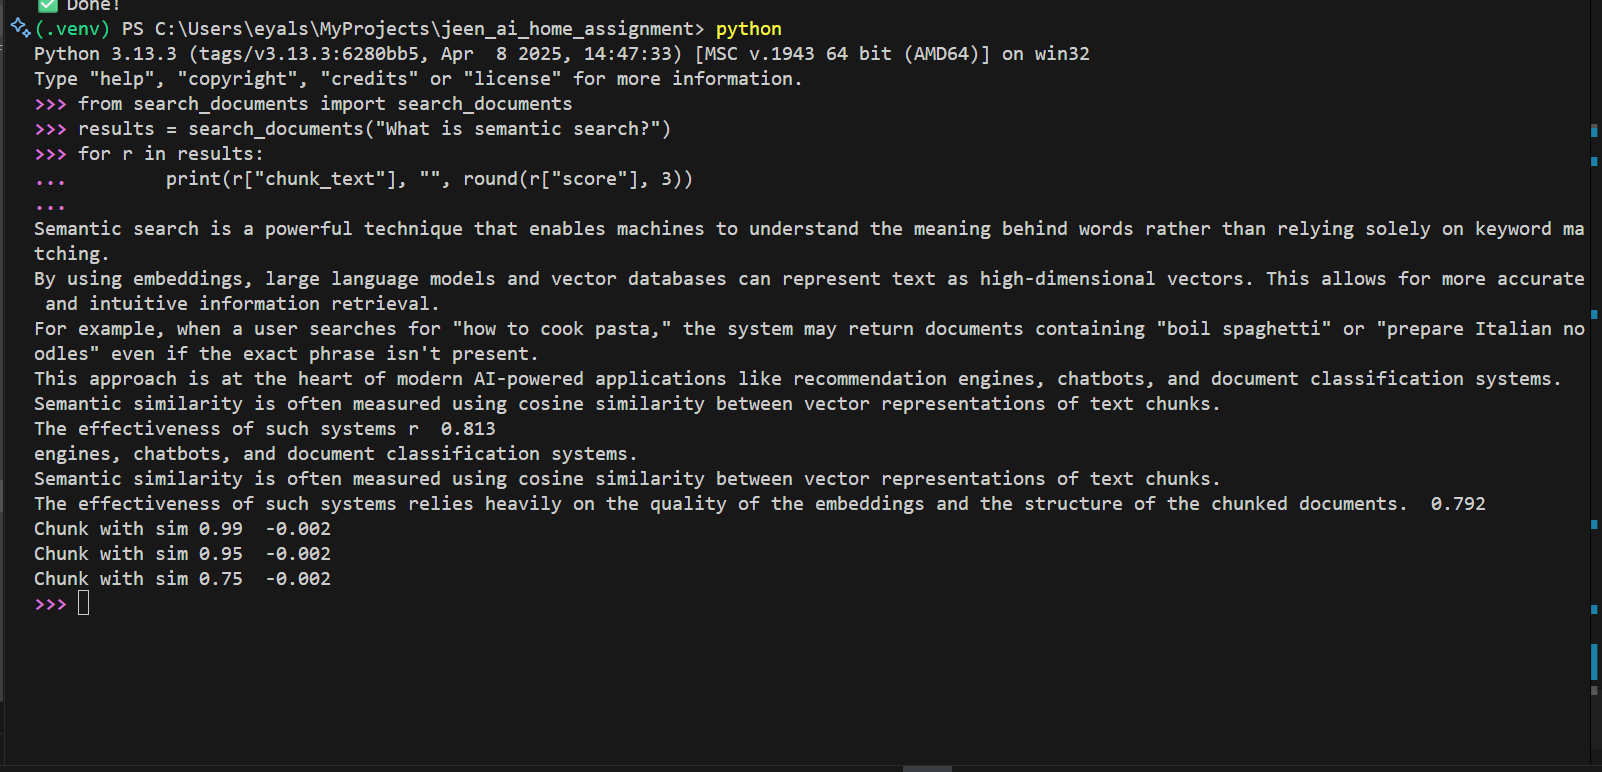 ✅ Done!
(.venv) PS C:\Users\eyals\MyProjects\jeen_ai_home_assignment> python
Python 3.13.3 (tags/v3.13.3:6280bb5, Apr  8 2025, 14:47:33) [MSC v.1943 64 bit (AMD64)] on win32
Type "help", "copyright", "credits" or "license" for more information.
>>> from search_documents import search_documents
>>> results = search_documents("What is semantic search?")
>>> for r in results:
...         print(r["chunk_text"], "", round(r["score"], 3))
...
Semantic search is a powerful technique that enables machines to understand the meaning behind words rather than relying solely on keyword ma
tching.
By using embeddings, large language models and vector databases can represent text as high-dimensional vectors. This allows for more accurate
 and intuitive information retrieval.
For example, when a user searches for "how to cook pasta," the system may return documents containing "boil spaghetti" or "prepare Italian no
odles" even if the exact phrase isn't present.
This approach is at the heart of modern AI-powered applications like recommendation engines, chatbots, and document classification systems.
Semantic similarity is often measured using cosine similarity between vector representations of text chunks.
The effectiveness of such systems r  0.813
engines, chatbots, and document classification systems.
Semantic similarity is often measured using cosine similarity between vector representations of text chunks.
The effectiveness of such systems relies heavily on the quality of the embeddings and the structure of the chunked documents.  0.792
Chunk with sim 0.99  -0.002
Chunk with sim 0.95  -0.002
Chunk with sim 0.75  -0.002
>>>